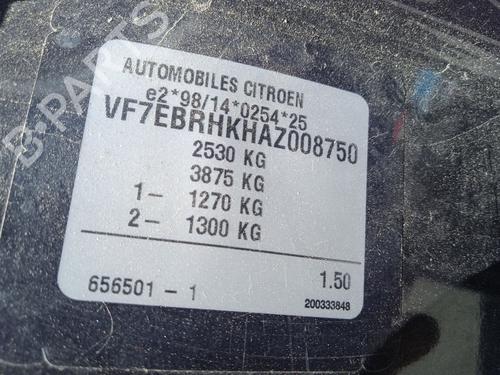 AUTOMOBILES CITROEN
e2*98/14*0254*25
VF7EBRHKHAZ008750
2530 KG
3875 KG
1- 1270 KG
2- 1300 KG
656501-1 1.50
200333848
B-PARTS